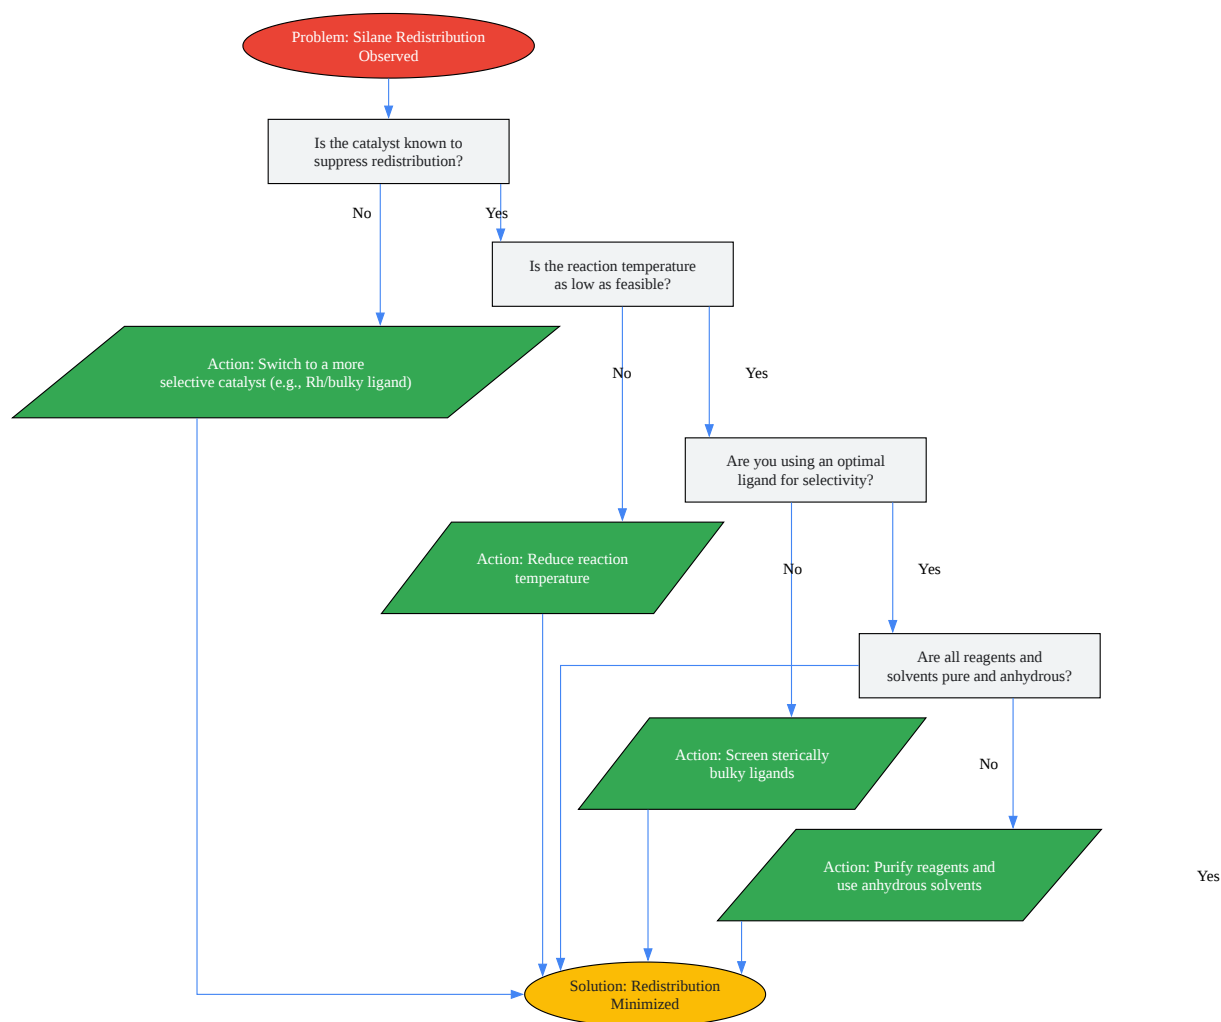 Problem: Silane Redistribution
Observed
Is the catalyst known to
suppress redistribution?
No
Yes
Is the reaction temperature
as low as feasible?
Action: Switch to a more
selective catalyst (e.g., Rh/bulky ligand)
No
Yes
Are you using an optimal
ligand for selectivity?
Action: Reduce reaction
temperature
No
Yes
Are all reagents and
solvents pure and anhydrous?
Action: Screen sterically
bulky ligands
No
Action: Purify reagents and
use anhydrous solvents
Yes
Solution: Redistribution
Minimized